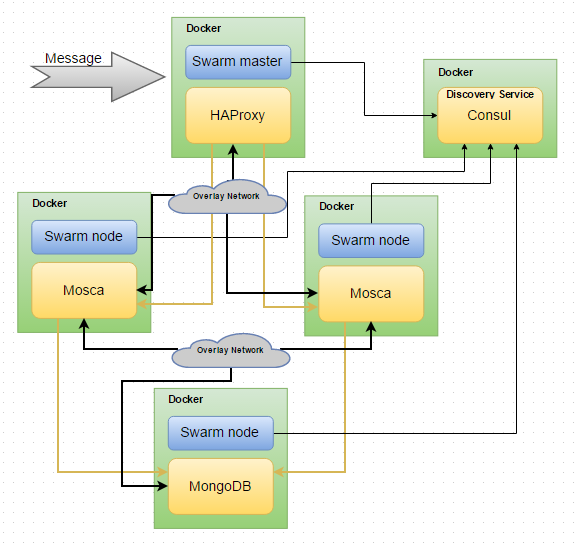 Message
Docker
Swarm master
HAProxy
Docker
Discovery Service
Consul
Overlay Network
Docker
Swarm node
Mosca
Docker
Swarm node
Mosca
Overlay Network
Docker
Swarm node
MongoDB